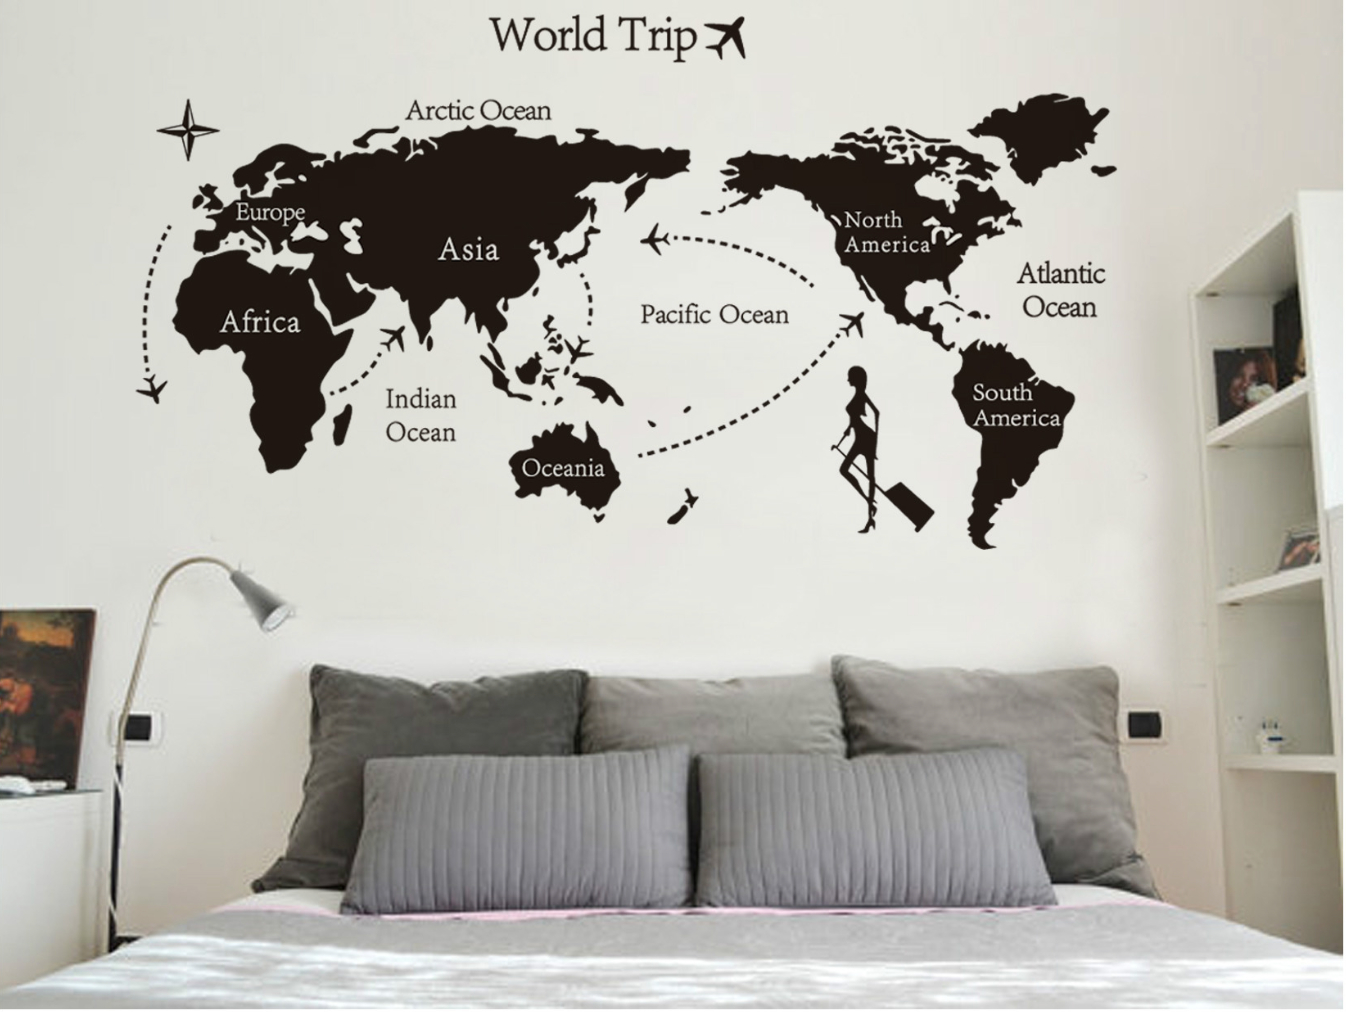 World Trip
Arctic Ocean
Europe
Asia
North
America
Atlantic
Ocean
Africa
Pacific Ocean
Indian
Ocean
South
America
Oceania